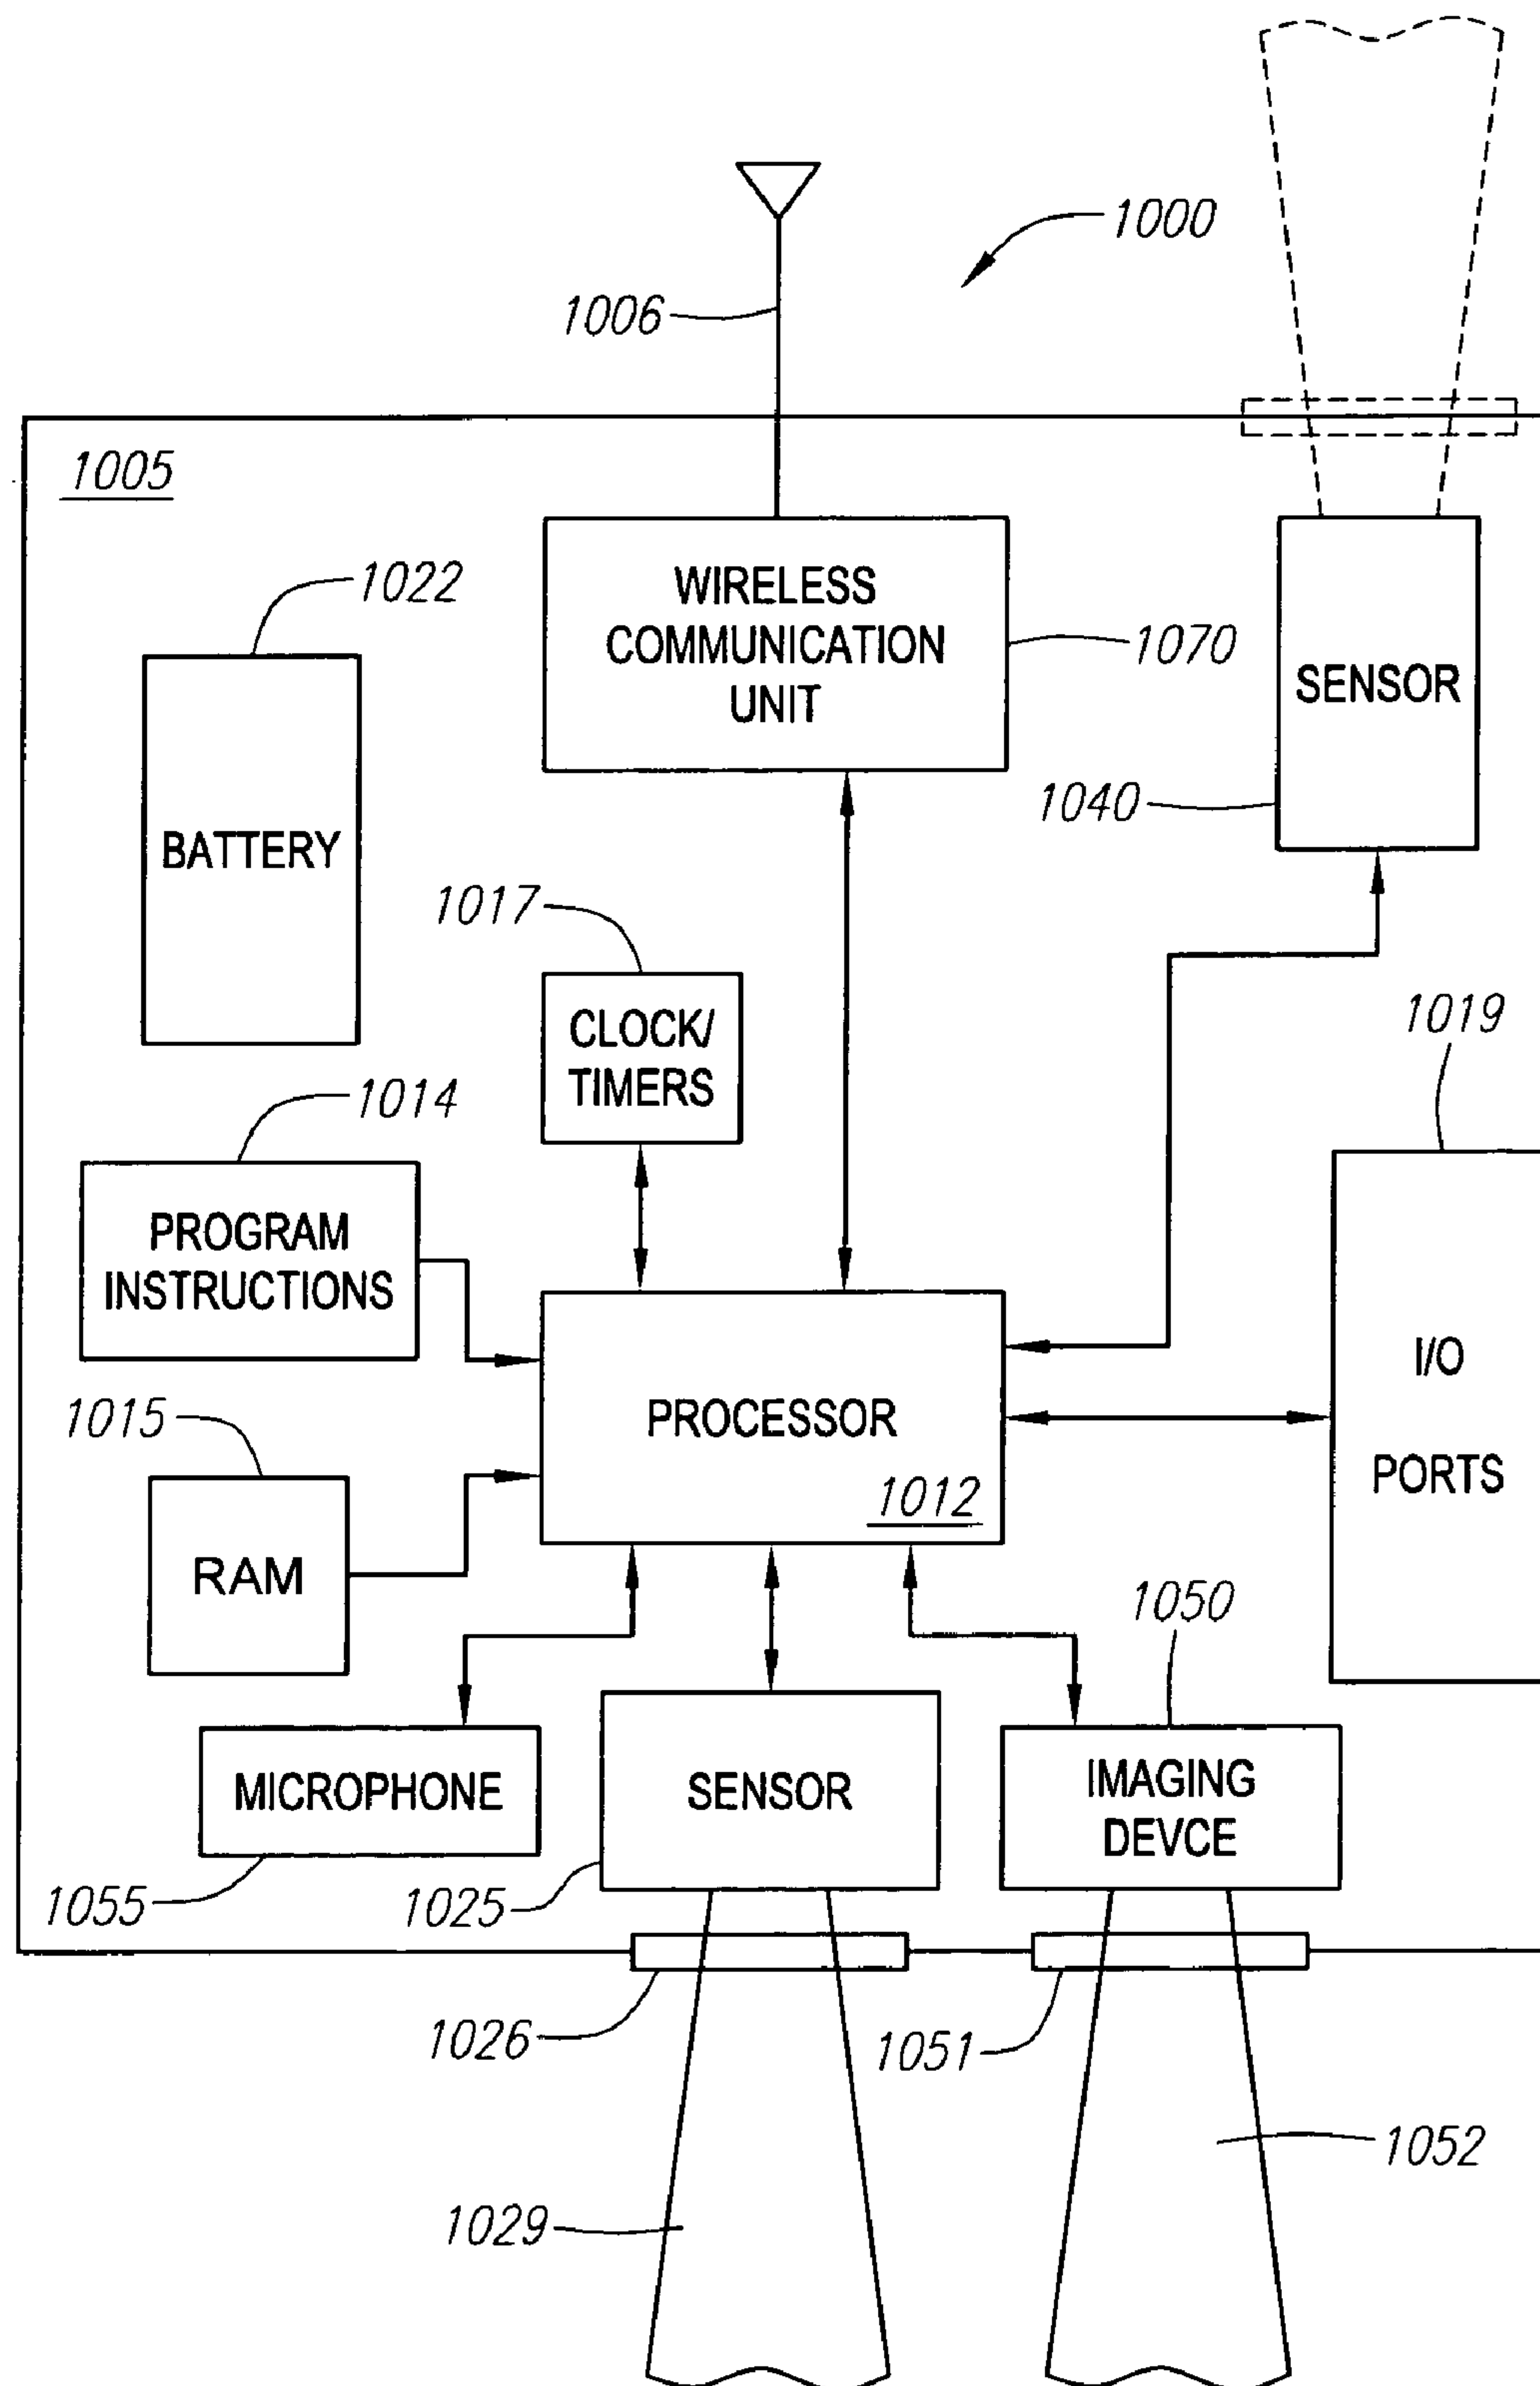 1000
1006
1005
1022
WIRELESS
COMMUNICATION
UNIT
1070
SENSOR
1040
BATTERY
1017
CLOCK/
TIMERS
1019
1014
PROGRAM
INSTRUCTIONS
I/O
PORTS
PROCESSOR
1012
1015
RAM
1050
MICROPHONE
SENSOR
IMAGING
DEVCE
1055
1025
1026
1051
1052
1029